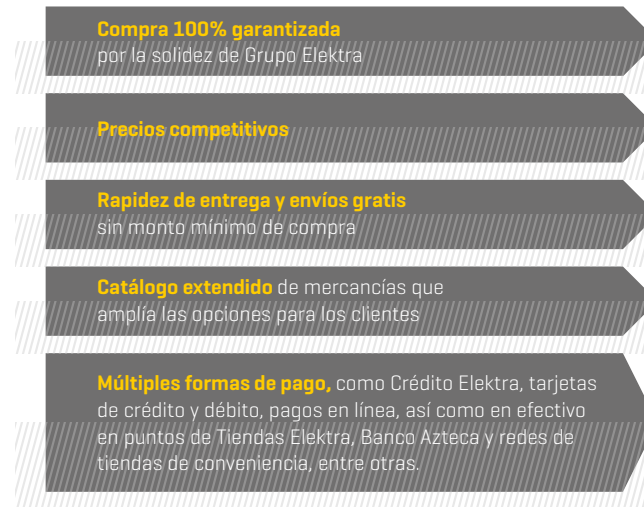 Compra 100% garantizada
por la solidez de Grupo Elektra
Precios competitivos
Rapidez de entrega y envíos gratis
sin monto mínimo de compra
Catálogo extendido de mercancías que
amplía las opciones para los clientes
Múltiples formas de pago, como Crédito Elektra, tarjetas
de crédito y débito, pagos en línea, así como en efectivo
en puntos de Tiendas Elektra, Banco Azteca y redes de
tiendas de conveniencia, entre otras.